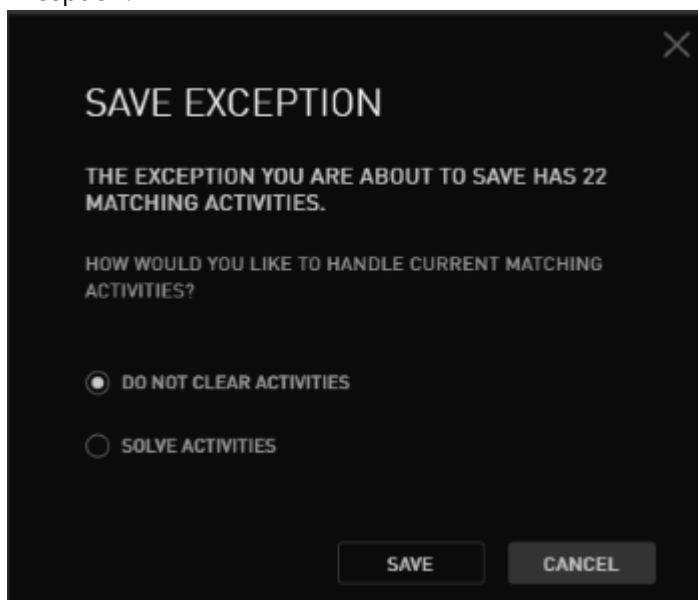 SAVE EXCEPTION
THE EXCEPTION YOU ARE ABOUT TO SAVE HAS 22
MATCHING ACTIVITIES.
HOW WOULD YOU LIKE TO HANDLE CURRENT MATCHING
ACTIVITIES?
DO NOT CLEAR ACTIVITIES
SOLVE ACTIVITIES
SAVE CANCEL